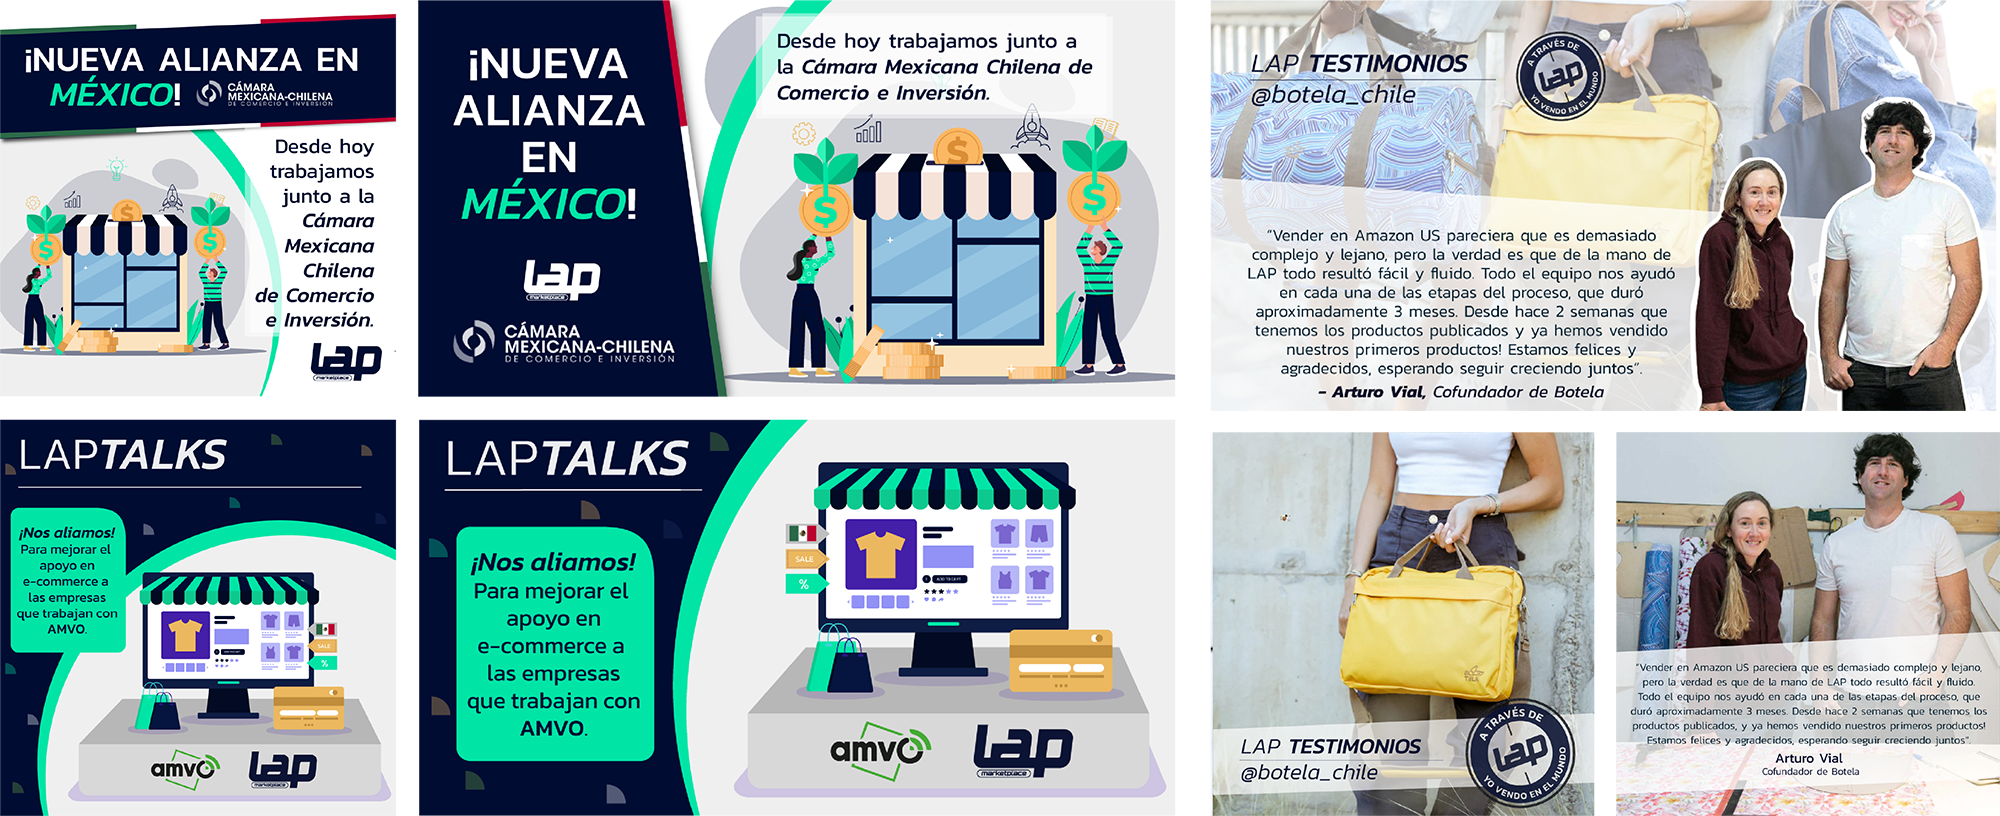 ¡NUEVA ALIANZA EN
MÉXICO!
CÁMARA
MEXICANA-CHILENA
DE COMERCIO E INVERSIÓN
Desde hoy
trabajamos
junto a la
Cámara
Mexicana
Chilena
de Comercio
e Inversión.
Lap
marketplace
¡NUEVA
ALIANZA
EN
MÉXICO!
Lap
marketplace
CÁMARA
MEXICANA-CHILENA
DE COMERCIO E INVERSIÓN
Desde hoy trabajamos junto a
la Cámara Mexicana Chilena de
Comercio e Inversión.
LAP TESTIMONIOS
@botela_chile
A TRAVÉS DE
Lap
YO VENDO EN EL MUNDO
“Vender en Amazon US pareciera que es demasiado
complejo y lejano, pero la verdad es que de la mano de
LAP todo resultó fácil y fluido. Todo el equipo nos ayudó
en cada una de las etapas del proceso, que duró
aproximadamente 3 meses. Desde hace 2 semanas que
tenemos los productos publicados y ya hemos vendido
nuestros primeros productos! Estamos felices y
agradecidos, esperando seguir creciendo juntos”.
- Arturo Vial, Cofundador de Botela
LAPTALKS
¡Nos aliamos!
Para mejorar el
apoyo en
e-commerce a
las empresas
que trabajan con
AMVO.
SALE
%
amvo
Lap
marketplace
LAPTALKS
¡Nos aliamos!
Para mejorar el
apoyo en
e-commerce a
las empresas
que trabajan con
AMVO.
SALE
%
ADD TO CART
amvo
Lap
marketplace
LAP TESTIMONIOS
@botela_chile
A TRAVÉS DE
Lap
YO VENDO EN EL MUNDO
“Vender en Amazon US pareciera que es demasiado complejo y lejano,
pero la verdad es que de la mano de LAP todo resultó fácil y fluido.
Todo el equipo nos ayudó en cada una de las etapas del proceso, que
duró aproximadamente 3 meses. Desde hace 2 semanas que tenemos los
productos publicados, y ya hemos vendido nuestros primeros productos!
Estamos felices y agradecidos, esperando seguir creciendo juntos”.
Arturo Vial
Cofundador de Botela